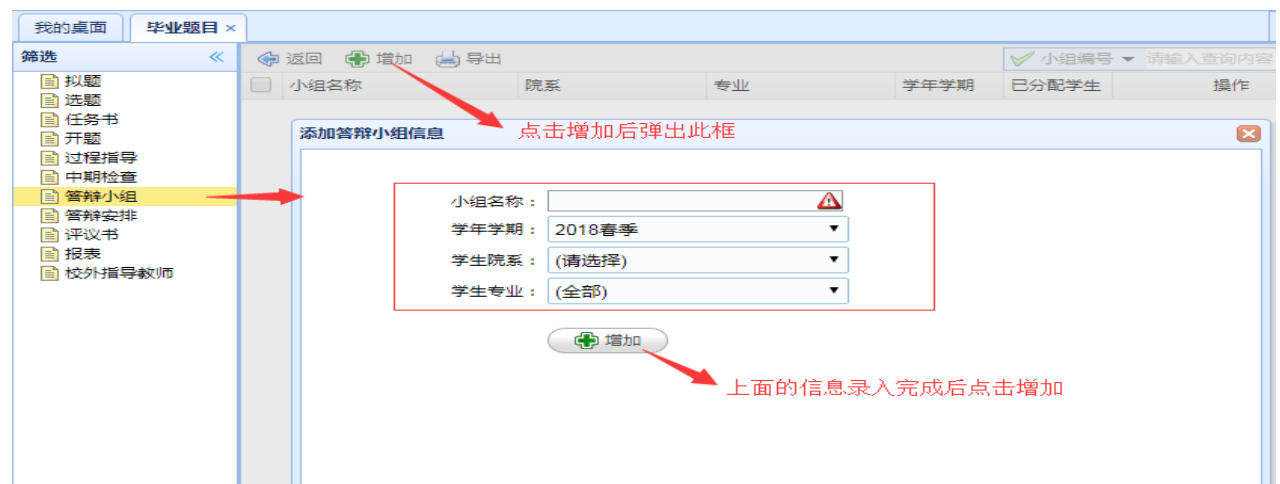 我的桌面 毕业题目 ×
筛选 «
拟题
选题
任务书
开题
过程指导
中期检查
答辩小组
答辩安排
评议书
报表
校外指导教师
返回 增加 导出 小组编号 请输入查询内容
小组名称 院系 专业 学年学期 已分配学生 操作
点击增加后弹出此框
添加答辩小组信息
小组名称：
学年学期： 2018春季
学生院系： (请选择)
学生专业： (全部)
增加
上面的信息录入完成后点击增加